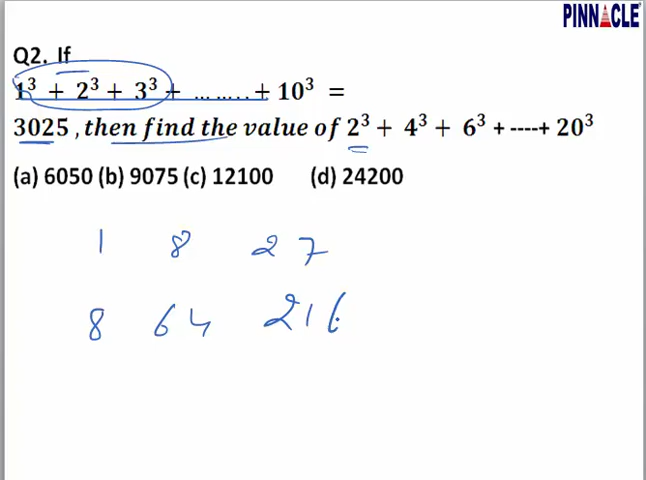 PINNACLE
Q2. If
1³ + 2³ + 3³ + ... .... . + 10³ =
3025 , then find the value of 2³ + 4³ + 6³ + ----+ 20³
(a) 6050 (b) 9075 (c) 12100 (d) 24200
1 8 27
8 64 216